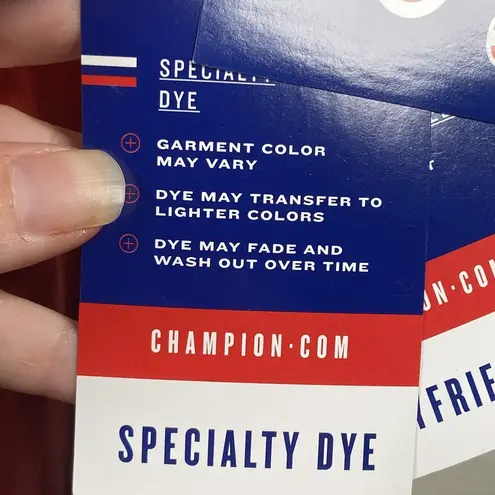 SPECIALTY
DYE
GARMENT COLOR
MAY VARY
DYE MAY TRANSFER TO
LIGHTER COLORS
DYE MAY FADE AND
WASH OUT OVER TIME
CHAMPION·COM
SPECIALTY DYE